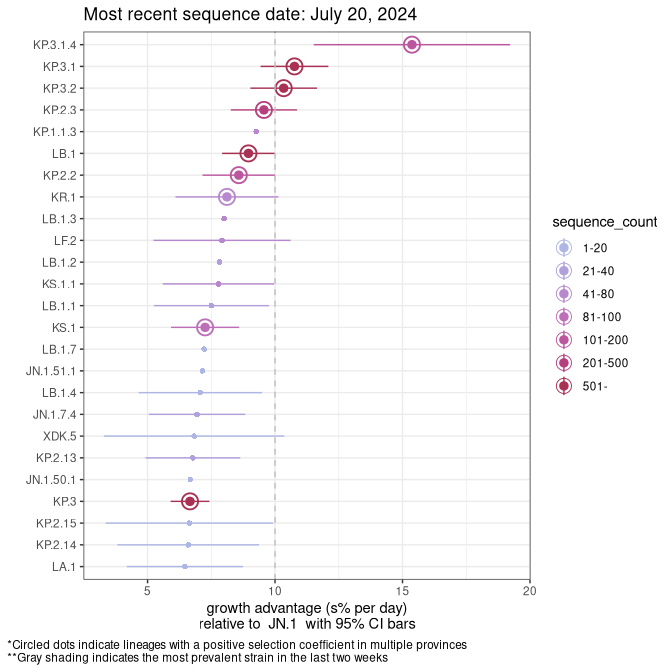 Most recent sequence date: July 20, 2024
KP.3.1.4
KP.3.1
KP.3.2
KP.2.3
KP.1.1.3
LB.1
KP.2.2
KR.1
LB.1.3
LF.2
LB.1.2
KS.1.1
LB.1.1
KS.1
LB.1.7
JN.1.51.1
LB.1.4
JN.1.7.4
XDK.5
KP.2.13
JN.1.50.1
KP.3
KP.2.15
KP.2.14
LA.1
5 10 15 20
growth advantage (s% per day)
relative to JN.1 with 95% CI bars
sequence_count
1-20
21-40
41-80
81-100
101-200
201-500
501-
*Circled dots indicate lineages with a positive selection coefficient in multiple provinces
**Gray shading indicates the most prevalent strain in the last two weeks